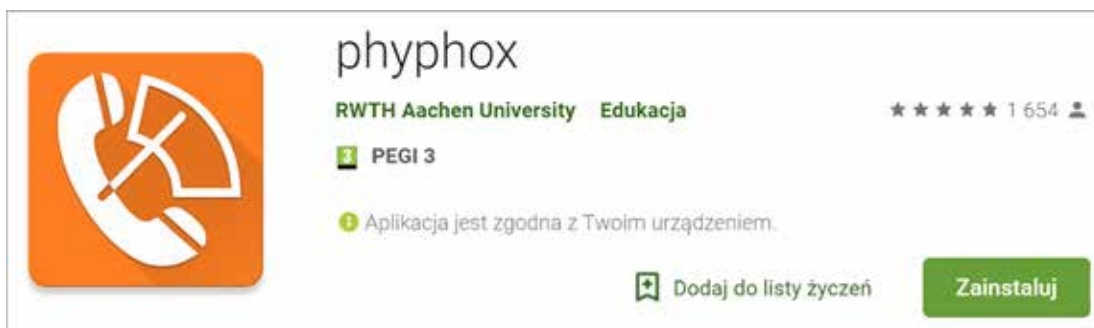 phyphox
RWTH Aachen University Edukacja 1 654
3 PEGI 3
Aplikacja jest zgodna z Twoim urządzeniem.
Dodaj do listy życzeń Zainstaluj